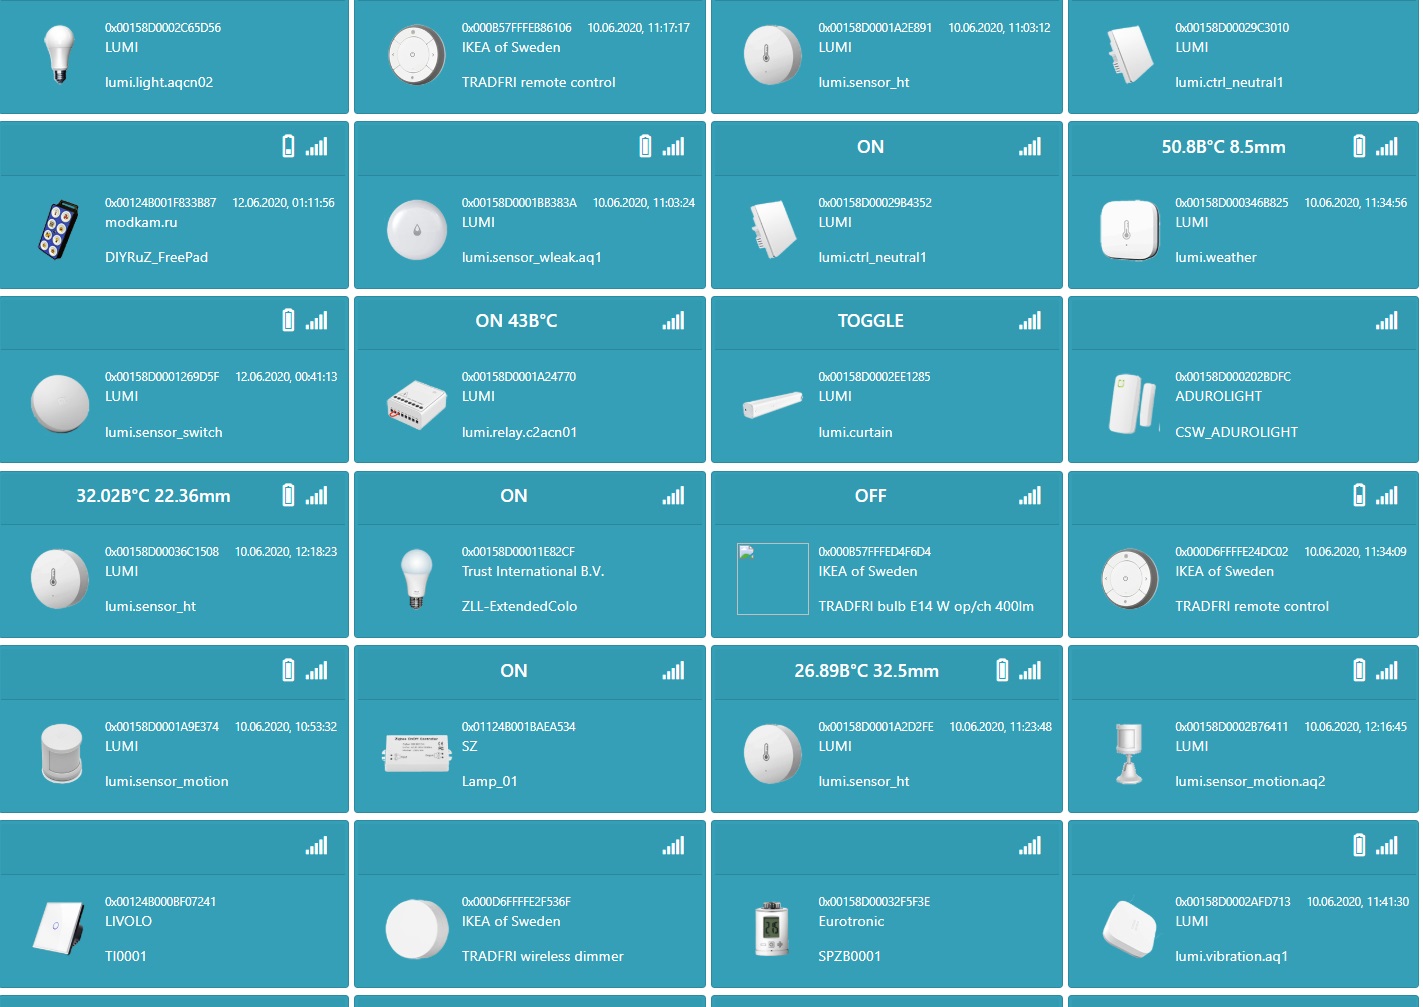 0x00158D0002C65D56
LUMI
lumi.light.aqcn02
0x000B57FFFEB86106 10.06.2020, 11:17:17
IKEA of Sweden
TRADFRI remote control
0x00158D0001A2E891 10.06.2020, 11:03:12
LUMI
lumi.sensor_ht
0x00158D00029C3010
LUMI
lumi.ctrl_neutral1
0x00124B001F833B87 12.06.2020, 01:11:56
modkam.ru
DIYRuZ_FreePad
0x00158D0001BB383A 10.06.2020, 11:03:24
LUMI
lumi.sensor_wleak.aq1
ON
0x00158D00029B4352
LUMI
lumi.ctrl_neutral1
50.8В°C 8.5mm
0x00158D000346B825 10.06.2020, 11:34:56
LUMI
lumi.weather
0x00158D0001269D5F 12.06.2020, 00:41:13
LUMI
lumi.sensor_switch
ON 43В°C
0x00158D0001A24770
LUMI
lumi.relay.c2acn01
TOGGLE
0x00158D0002EE1285
LUMI
lumi.curtain
0x00158D000202BDFC
ADUROLIGHT
CSW_ADUROLIGHT
32.02В°C 22.36mm
0x00158D00036C1508 10.06.2020, 12:18:23
LUMI
lumi.sensor_ht
ON
0x00158D00011E82CF
Trust International B.V.
ZLL-ExtendedColo
OFF
0x000B57FFFED4F6D4
IKEA of Sweden
TRADFRI bulb E14 W op/ch 400lm
0x000D6FFFFE24DC02 10.06.2020, 11:34:09
IKEA of Sweden
TRADFRI remote control
0x00158D0001A9E374 10.06.2020, 10:53:32
LUMI
lumi.sensor_motion
ON
0x01124B001BAEA534
SZ
Lamp_01
26.89В°C 32.5mm
0x00158D0001A2D2FE 10.06.2020, 11:23:48
LUMI
lumi.sensor_ht
0x00158D0002B76411 10.06.2020, 12:16:45
LUMI
lumi.sensor_motion.aq2
0x00124B000BF07241
LIVOLO
TI0001
0x000D6FFFFE2F536F
IKEA of Sweden
TRADFRI wireless dimmer
26
0x00158D00032F5F3E
Eurotronic
SPZB0001
0x00158D0002AFD713 10.06.2020, 11:41:30
LUMI
lumi.vibration.aq1